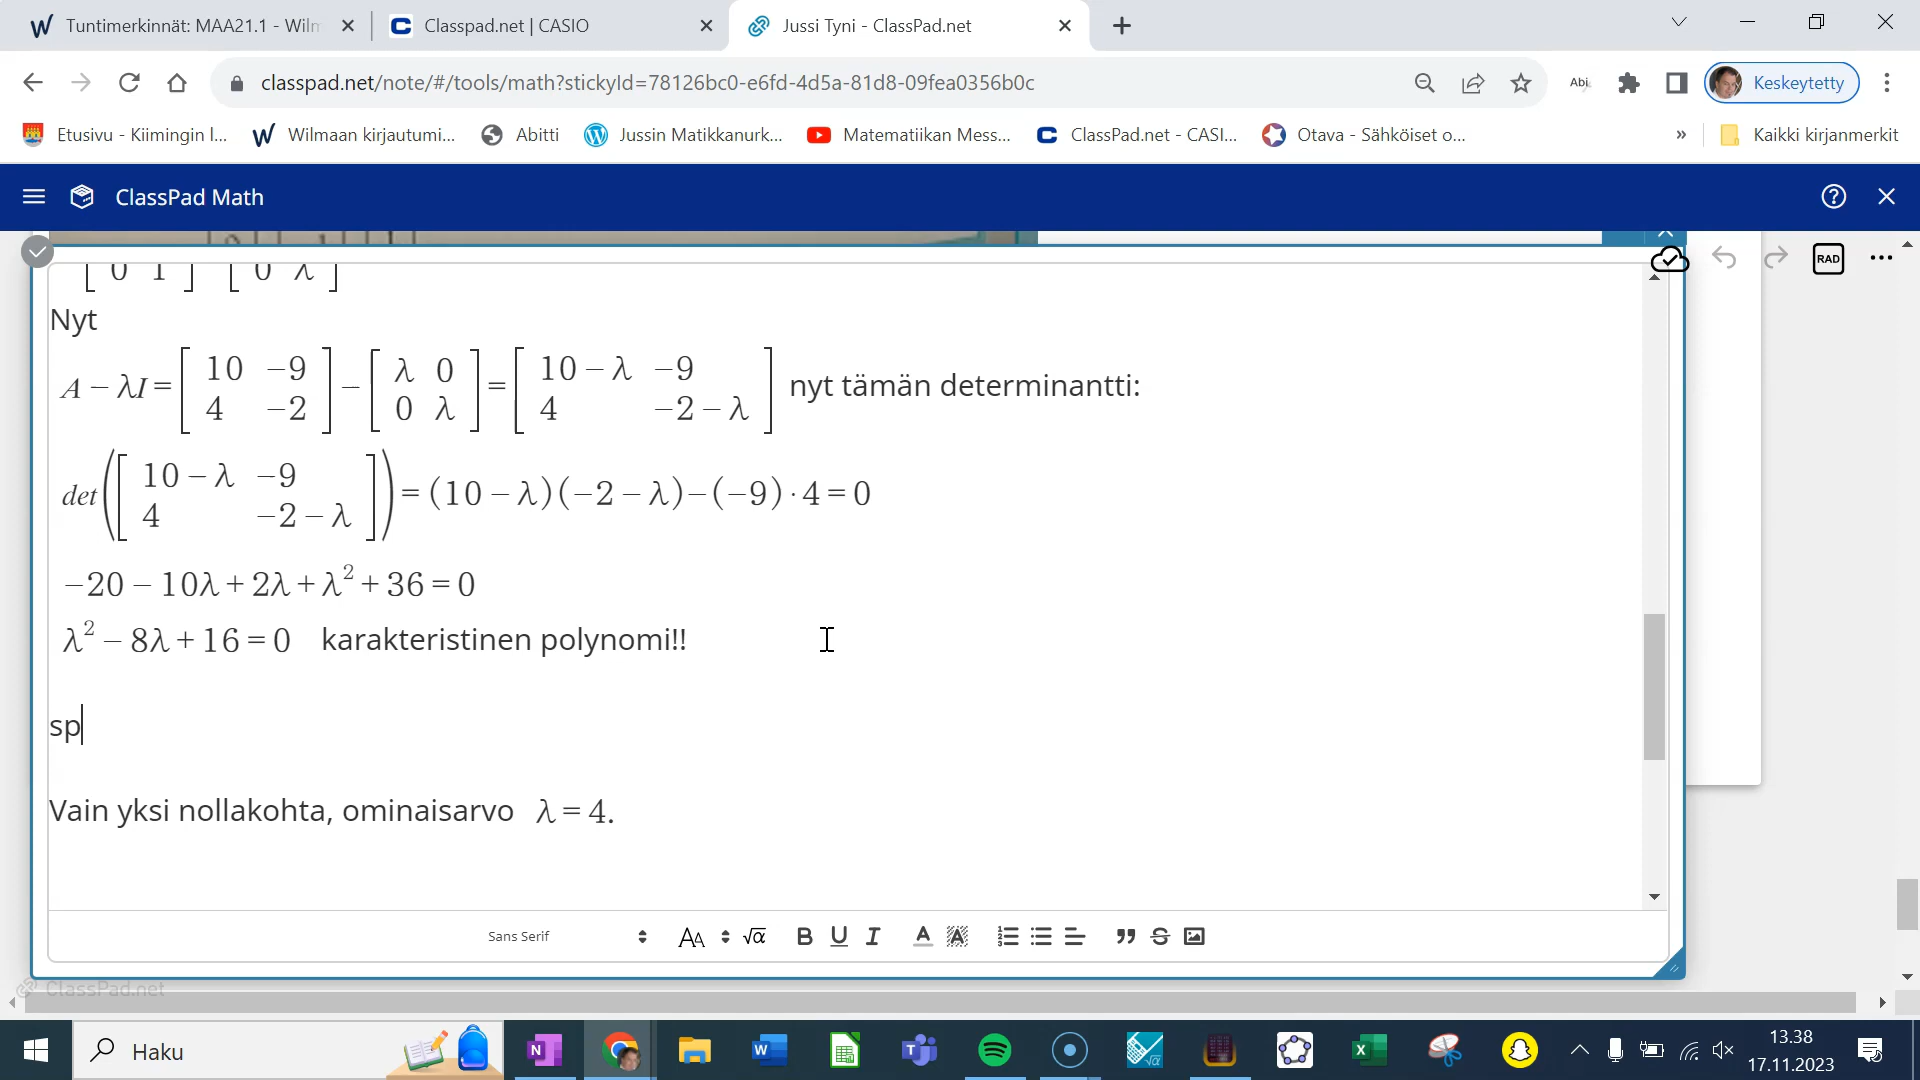 Tuntimerkinnät: MAA21.1 - Wilm
Classpad.net | CASIO
Jussi Tyni - ClassPad.net
classpad.net/note/#/tools/math?stickyId=78126bc0-e6fd-4d5a-81d8-09fea0356b0c
Abi
Keskeytetty
Etusivu - Kiimingin l...
Wilmaan kirjautumi...
Abitti
Jussin Matikkanurk...
Matematiikan Mess...
ClassPad.net - CASI...
Otava - Sähköiset o...
»
Kaikki kirjanmerkit
ClassPad Math
RAD
[0 1] [0 λ]
Nyt
A − λI = [10 −9; 4 −2] − [λ 0; 0 λ] = [10 − λ −9; 4 −2 − λ] nyt tämän determinantti:
det([10 − λ −9; 4 −2 − λ]) = (10 − λ)(−2 − λ) − (−9) · 4 = 0
−20 − 10λ + 2λ + λ² + 36 = 0
λ² − 8λ + 16 = 0 karakteristinen polynomi!!
sp
Vain yksi nollakohta, ominaisarvo λ = 4.
Sans Serif
ClassPad.net
Haku
13.38
17.11.2023